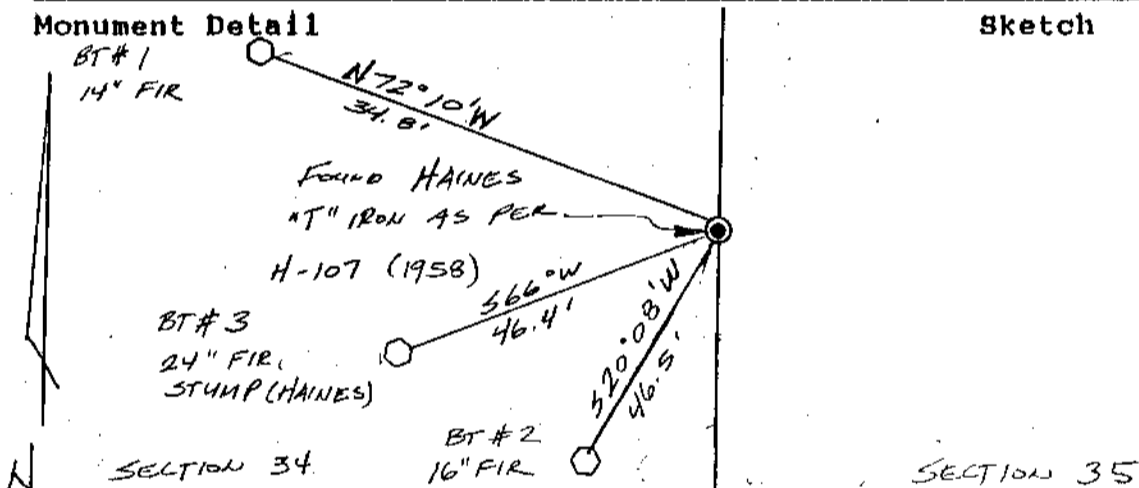 Monument Detail
Sketch
BT # 1
14" FIR
N72°10'W
34.8'
FOUND HAINES
"T" IRON AS PER
H-107 (1958)
S66°W
46.4'
BT # 3
24" FIR,
STUMP (HAINES)
S20°08'W
46.5'
BT # 2
16" FIR
N
SECTION 34
SECTION 35